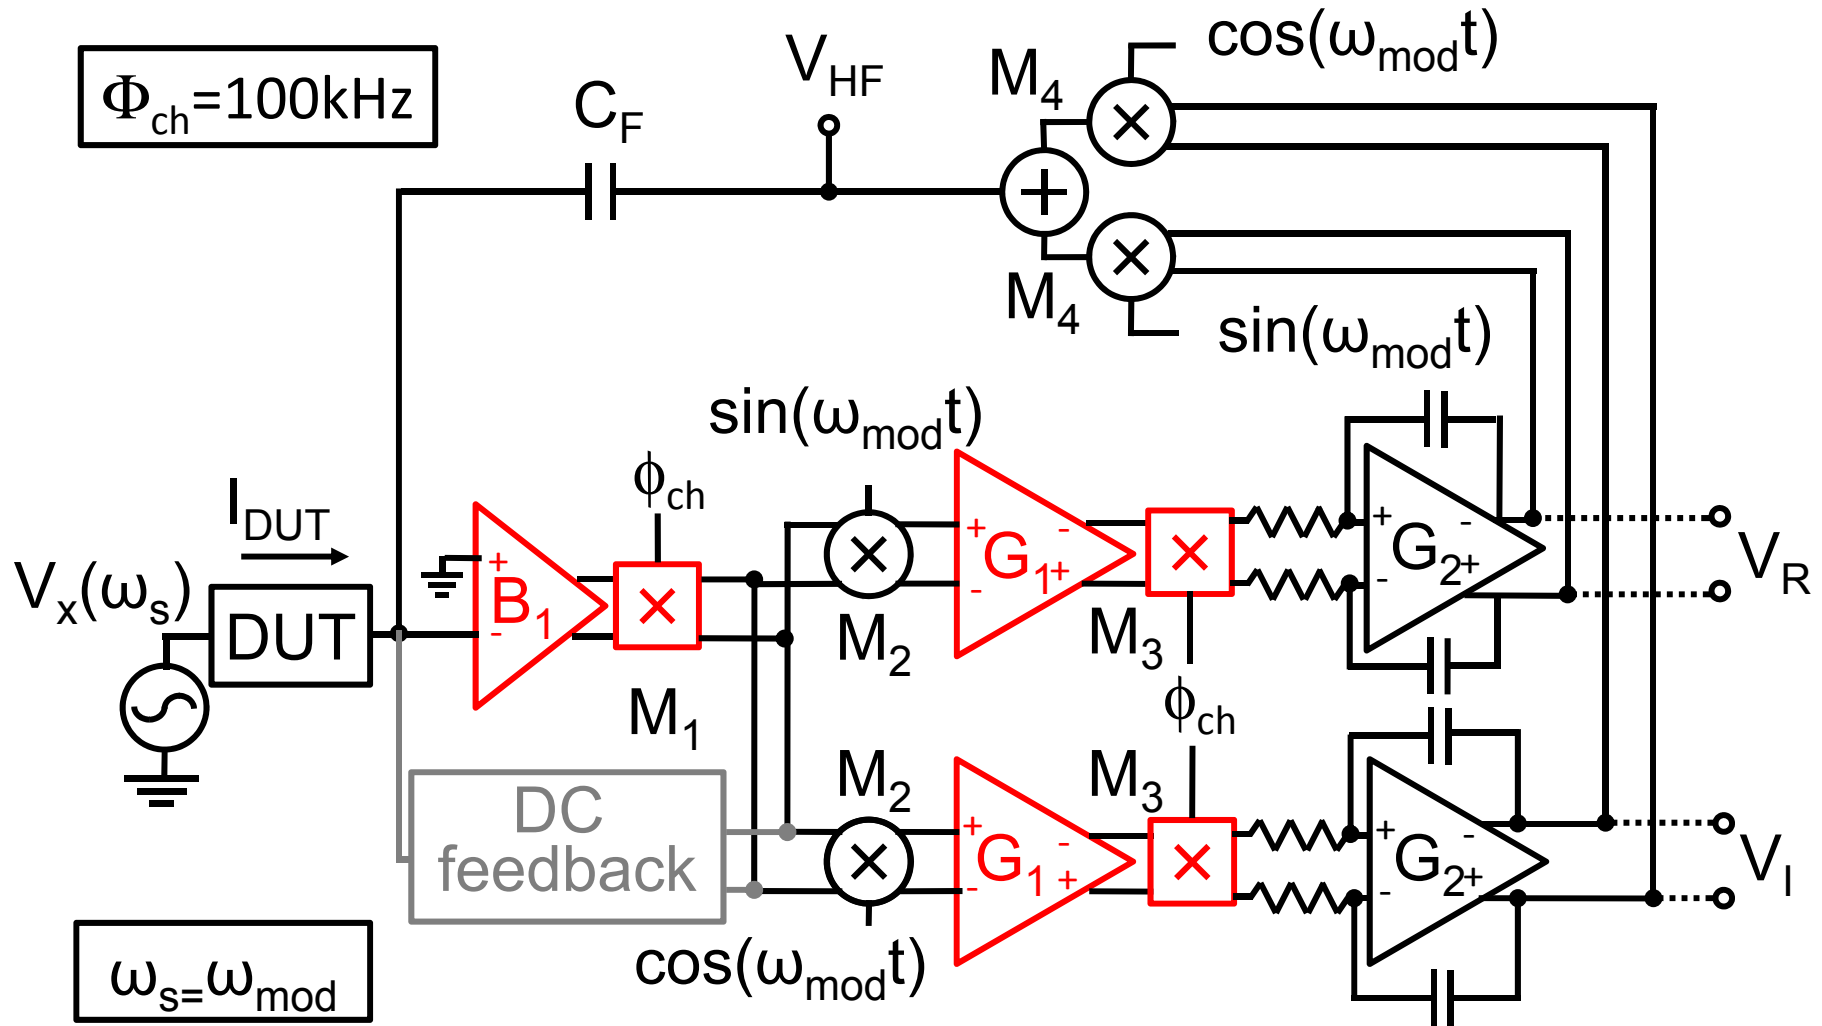 cos(ωmodt)
VHF
M4
Φch=100kHz
CF
M4
sin(ωmodt)
sin(ωmodt)
ϕch
IDUT
+
B1
-
+
G1+
-
-
+
G2+
-
-
VR
Vx(ωs)
DUT
M2
M3
M1
ϕch
M2
M3
DC
feedback
+
G1+
-
-
+
G2+
-
-
VI
cos(ωmodt)
ωs=ωmod